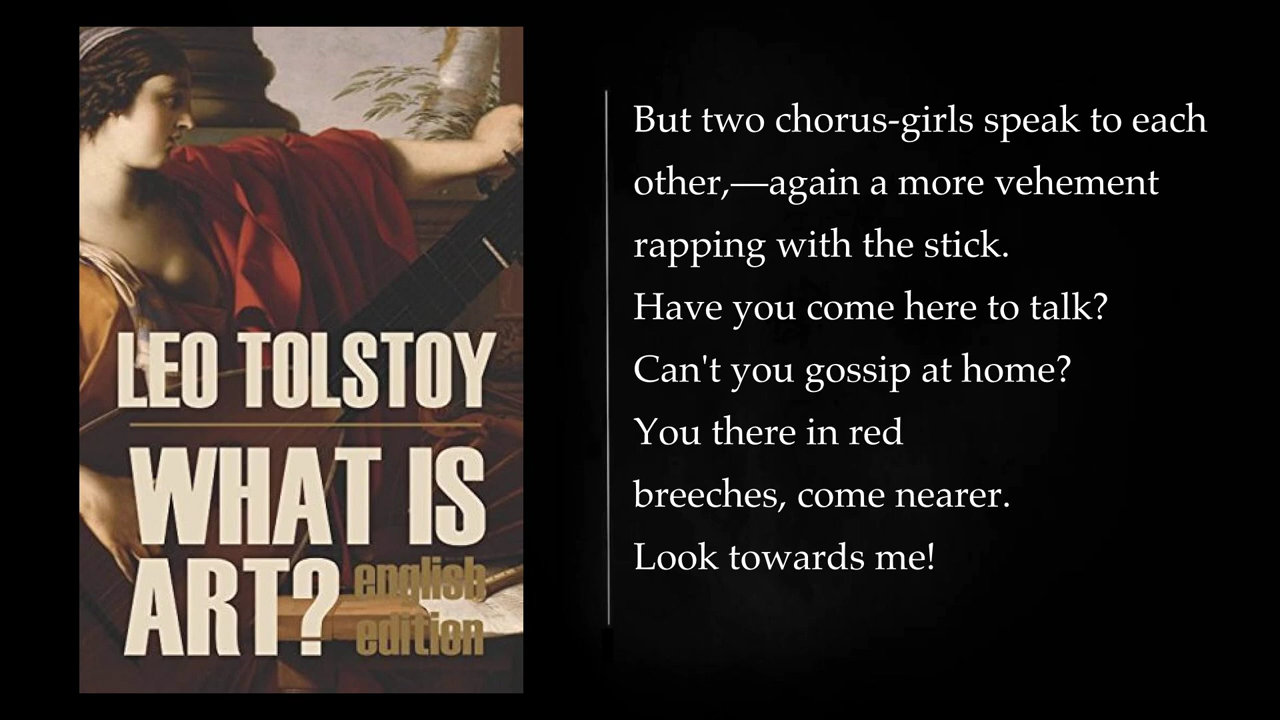 LEO TOLSTOY
WHAT IS
ART?
english
edition
But two chorus-girls speak to each
other,—again a more vehement
rapping with the stick.
Have you come here to talk?
Can't you gossip at home?
You there in red
breeches, come nearer.
Look towards me!